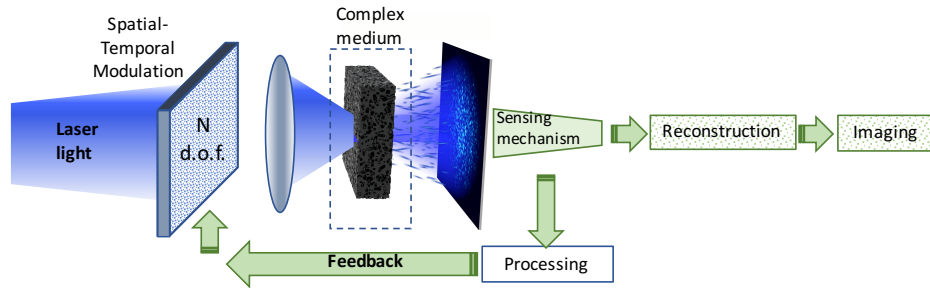 Spatial-
Temporal
Modulation
Complex
medium
Laser
light
N
d.o.f.
Sensing
mechanism
Reconstruction
Imaging
Feedback
Processing